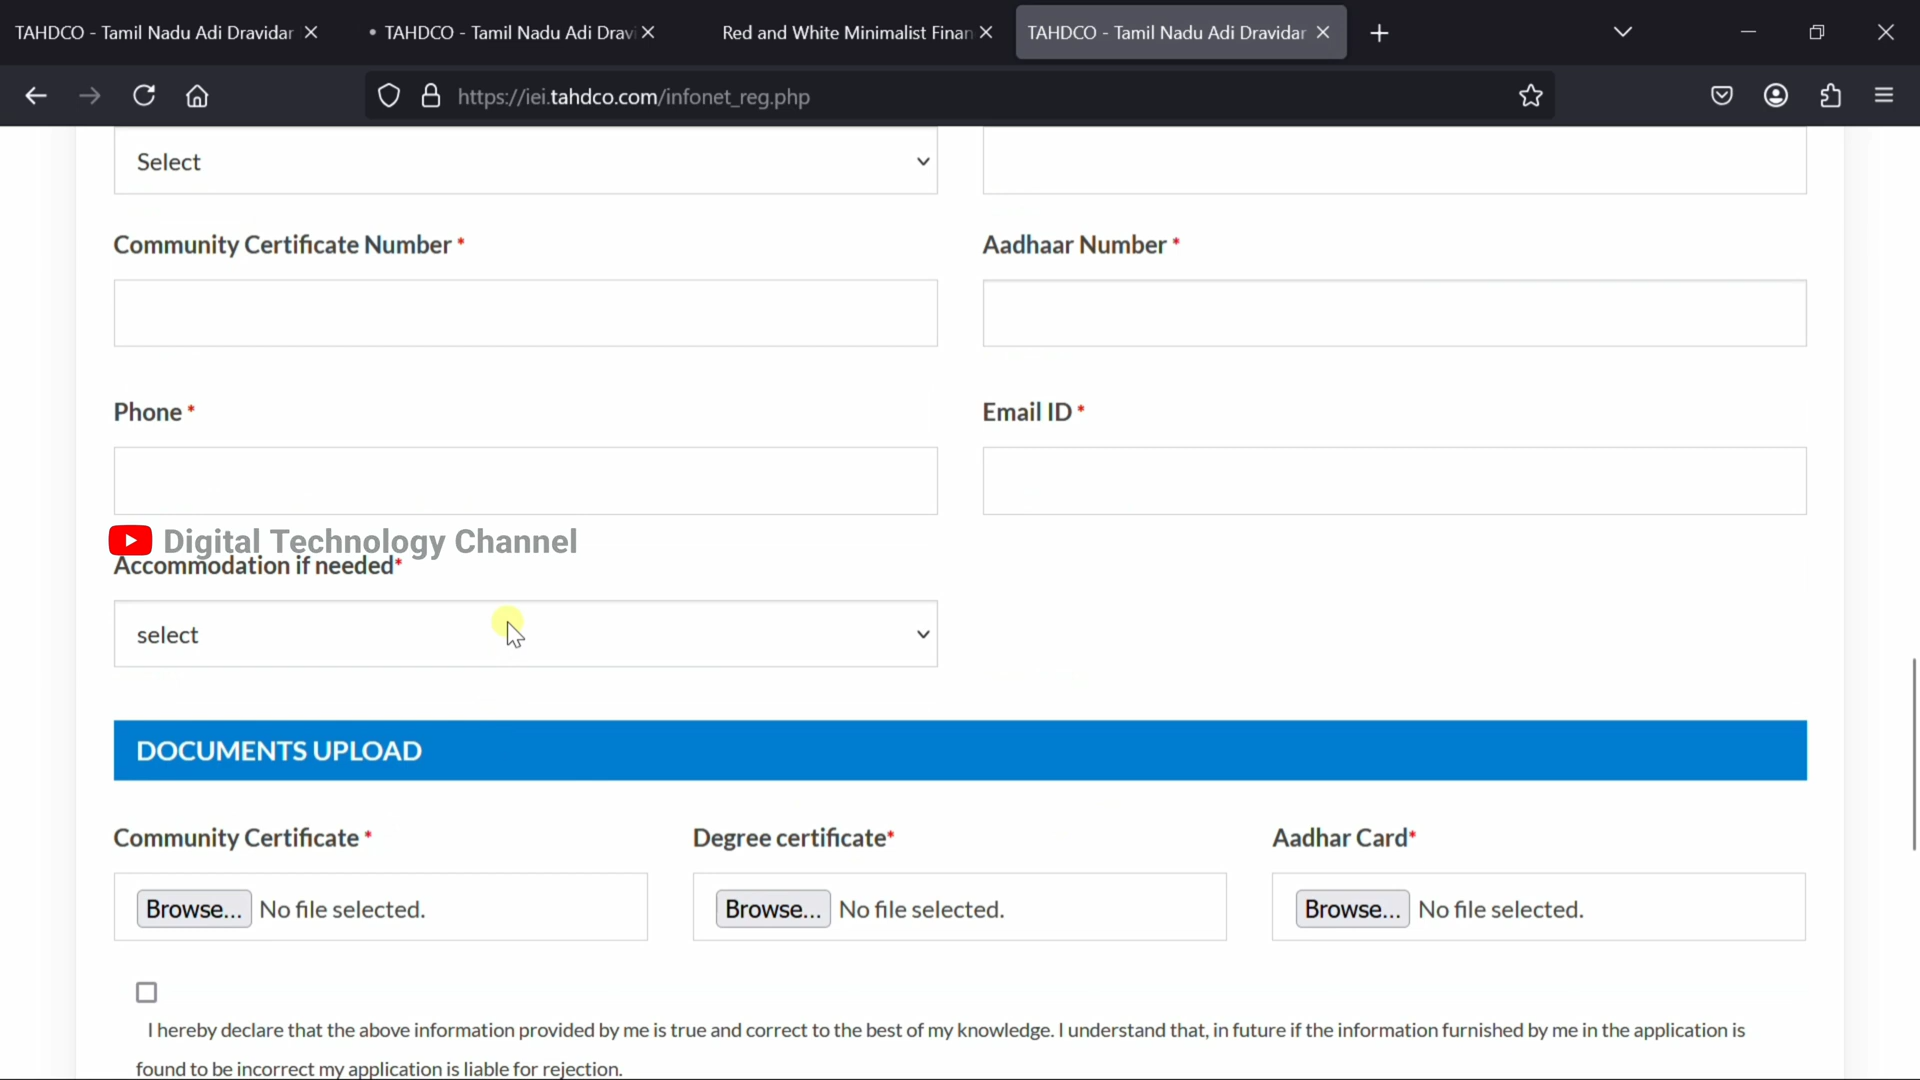 TAHDCO - Tamil Nadu Adi Dravidar
• TAHDCO - Tamil Nadu Adi Dravi
Red and White Minimalist Finan
TAHDCO - Tamil Nadu Adi Dravidar
https://iei.tahdco.com/infonet_reg.php
Select
Community Certificate Number *
Aadhaar Number *
Phone *
Email ID *
Digital Technology Channel
Accommodation if needed*
select
DOCUMENTS UPLOAD
Community Certificate *
Degree certificate*
Aadhar Card*
Browse... No file selected.
Browse... No file selected.
Browse... No file selected.
I hereby declare that the above information provided by me is true and correct to the best of my knowledge. I understand that, in future if the information furnished by me in the application is
found to be incorrect my application is liable for rejection.